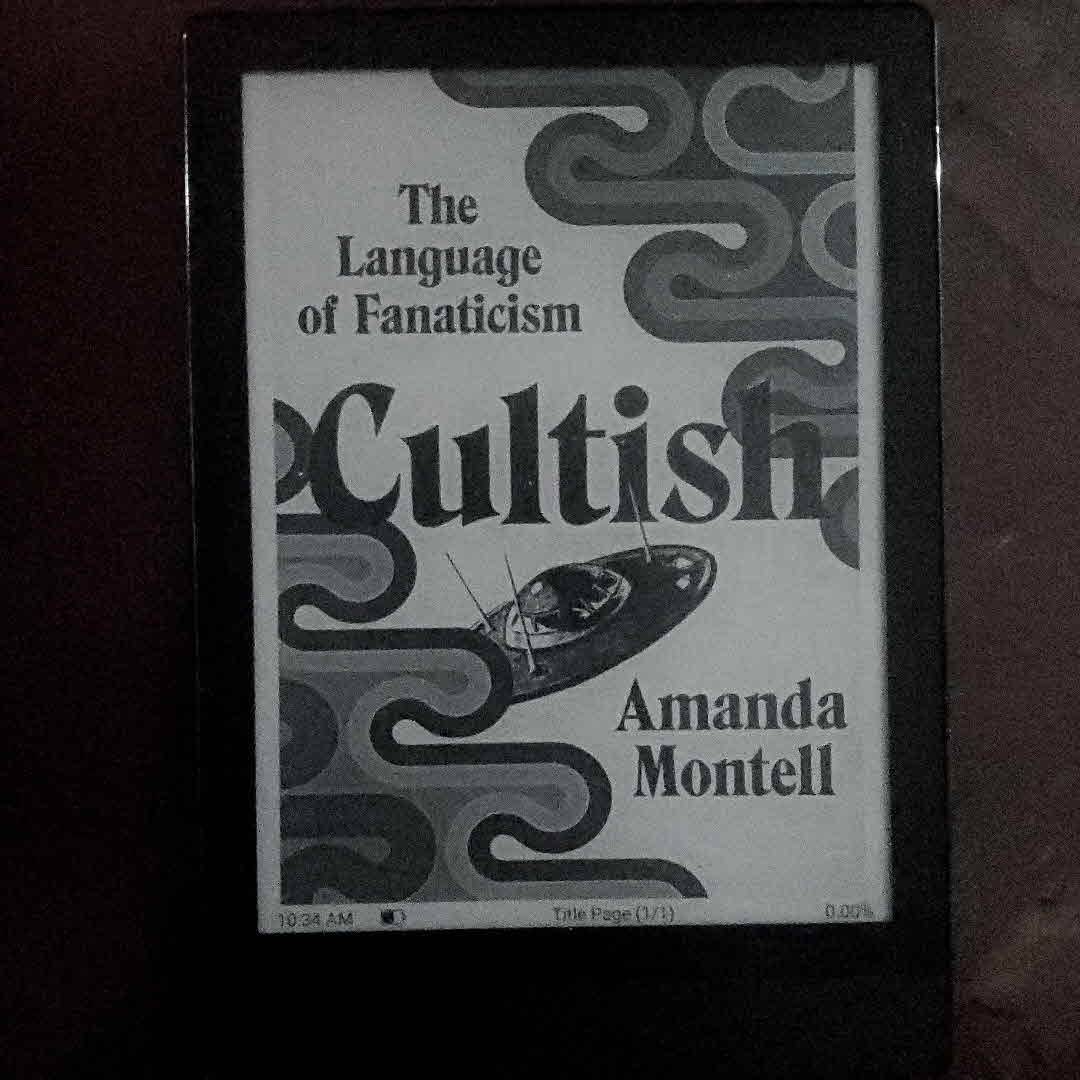 The
Language
of Fanaticism
Cultish
Amanda
Montell
10:34 AM
Title Page (1/1)
0.00%